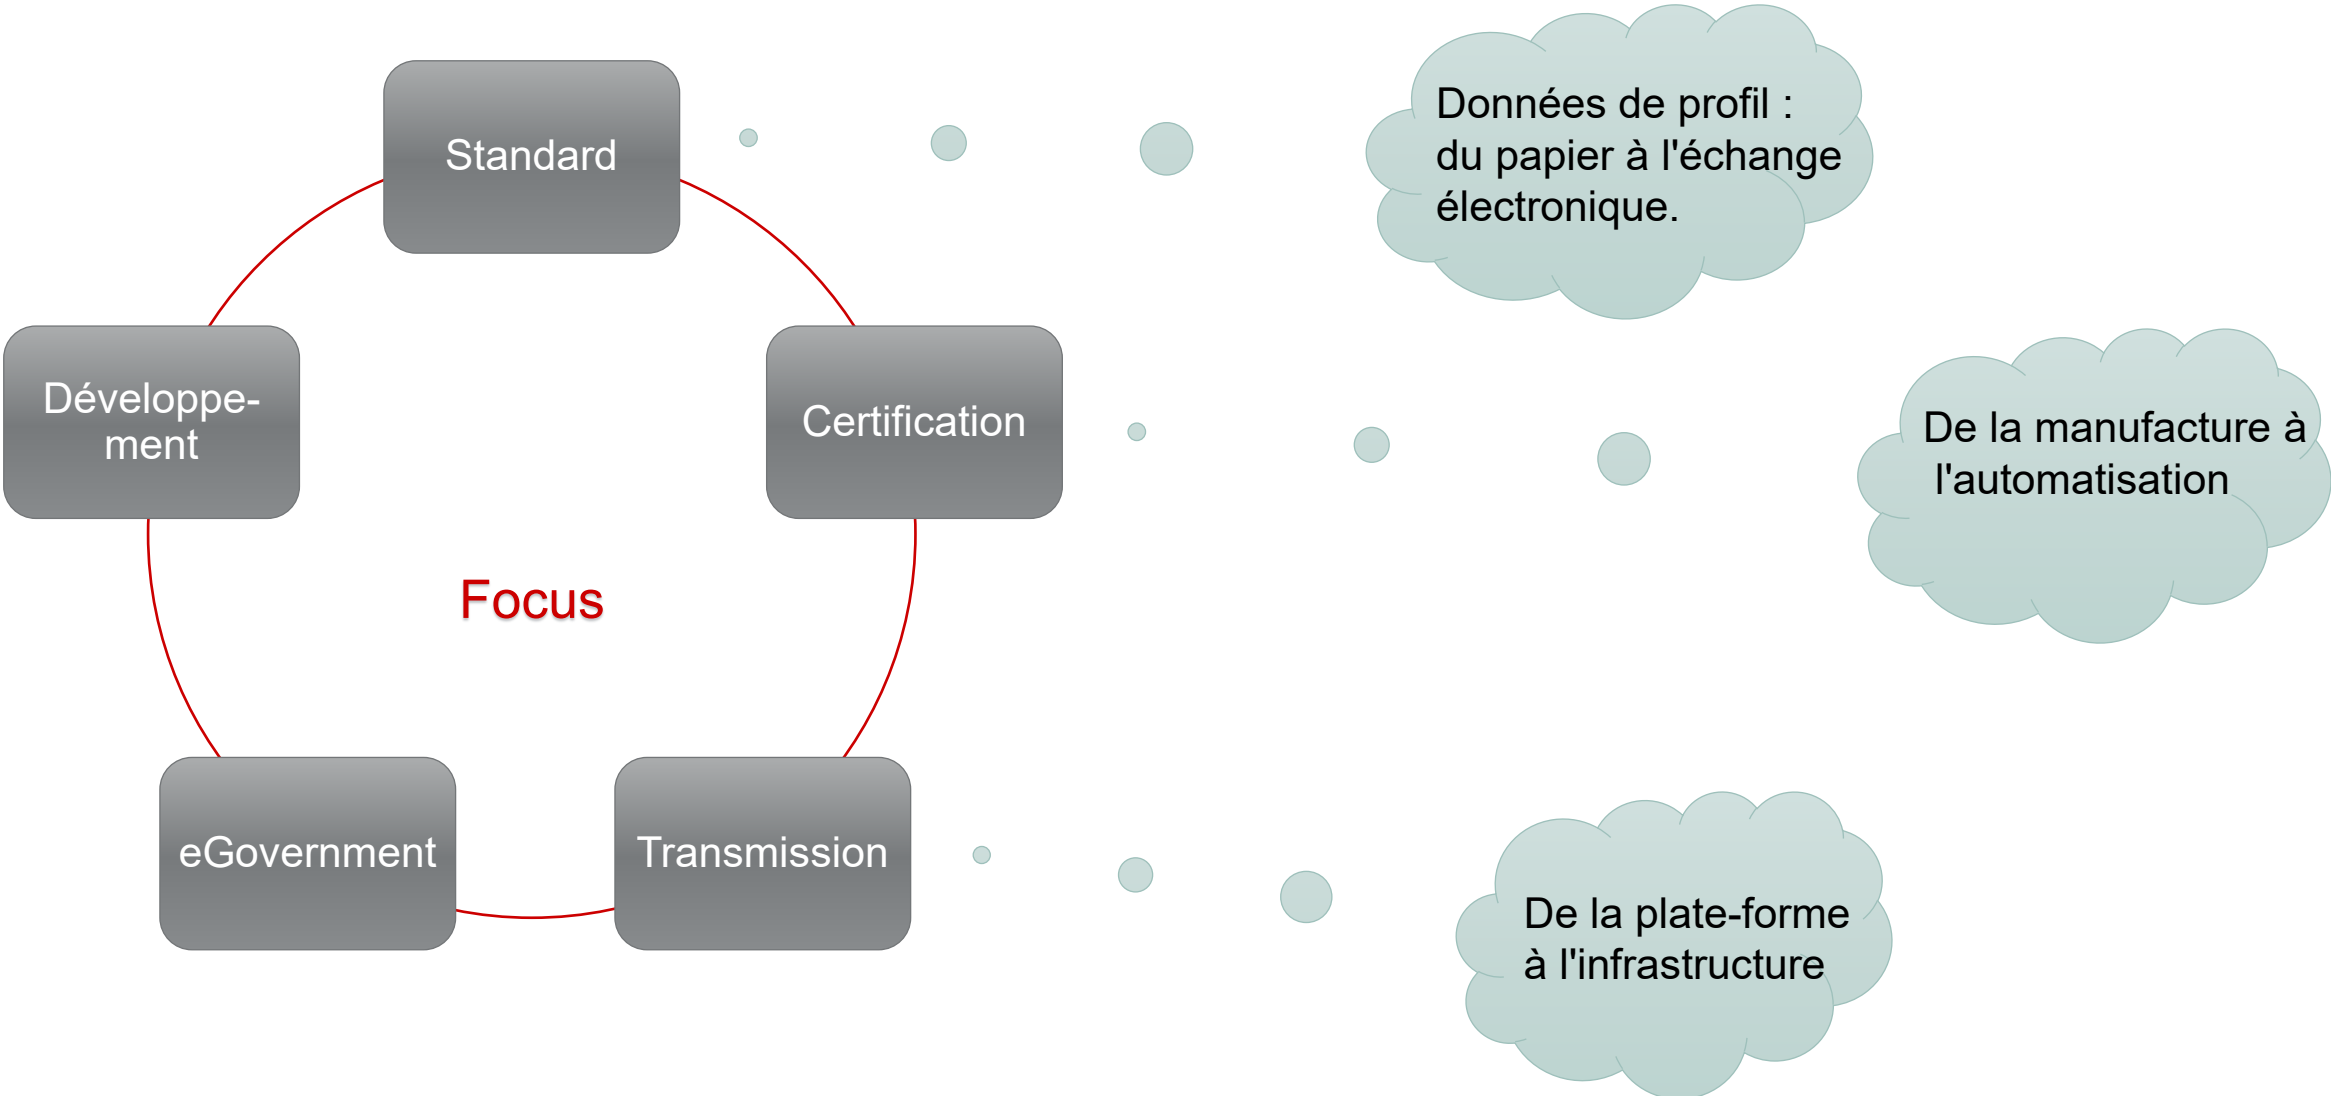 Standard
Données de profil :
du papier à l'échange
électronique.
Développe-
ment
Certification
De la manufacture à
l'automatisation
Focus
eGovernment
Transmission
De la plate-forme
à l'infrastructure